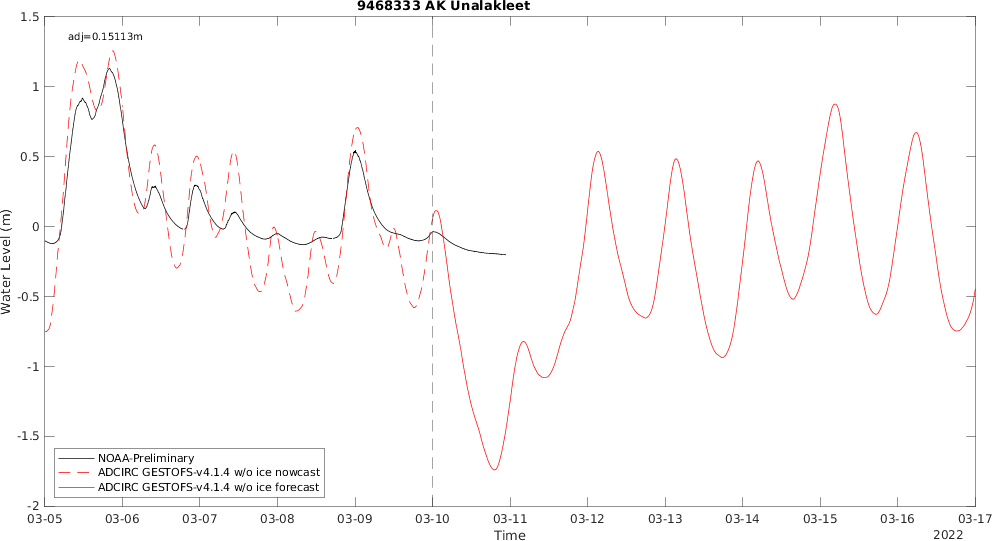 9468333 AK Unalakleet
adj=0.15113m
1.5
1
0.5
0
-0.5
-1
-1.5
-2
Water Level (m)
NOAA-Preliminary
ADCIRC GESTOFS-v4.1.4 w/o ice nowcast
ADCIRC GESTOFS-v4.1.4 w/o ice forecast
03-05 03-06 03-07 03-08 03-09 03-10 03-11 03-12 03-13 03-14 03-15 03-16 03-17
Time
2022